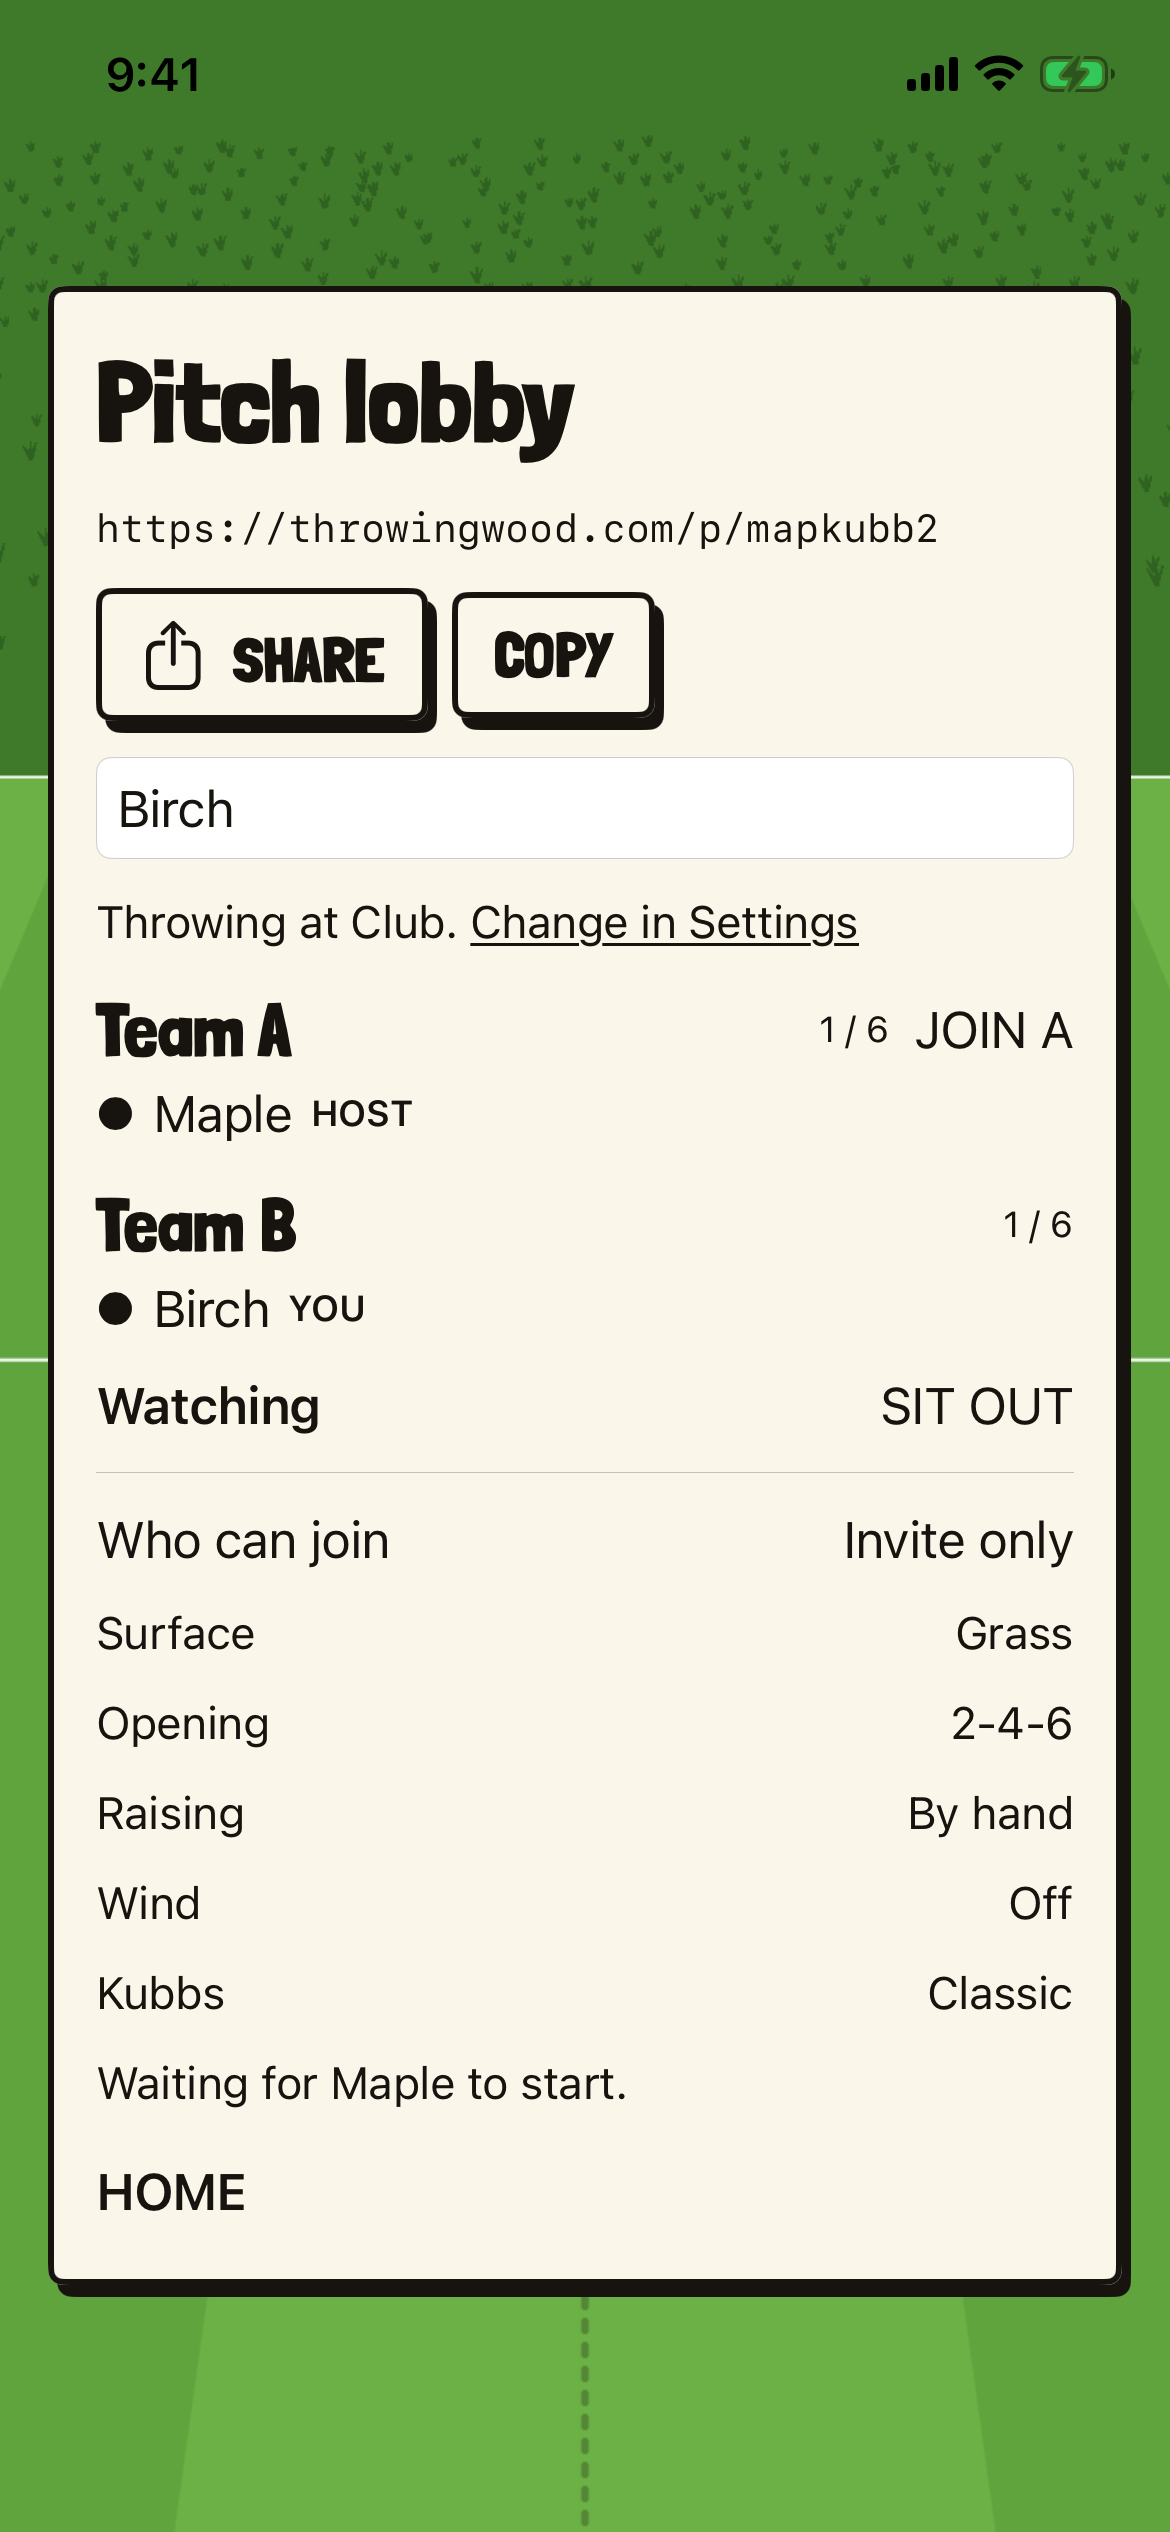 9:41
Pitch lobby
https://throwingwood.com/p/mapkubb2
SHARE COPY
Birch
Throwing at Club. Change in Settings
Team A 1 / 6 JOIN A
Maple HOST
Team B 1 / 6
Birch YOU
Watching SIT OUT
Who can join Invite only
Surface Grass
Opening 2-4-6
Raising By hand
Wind Off
Kubbs Classic
Waiting for Maple to start.
HOME